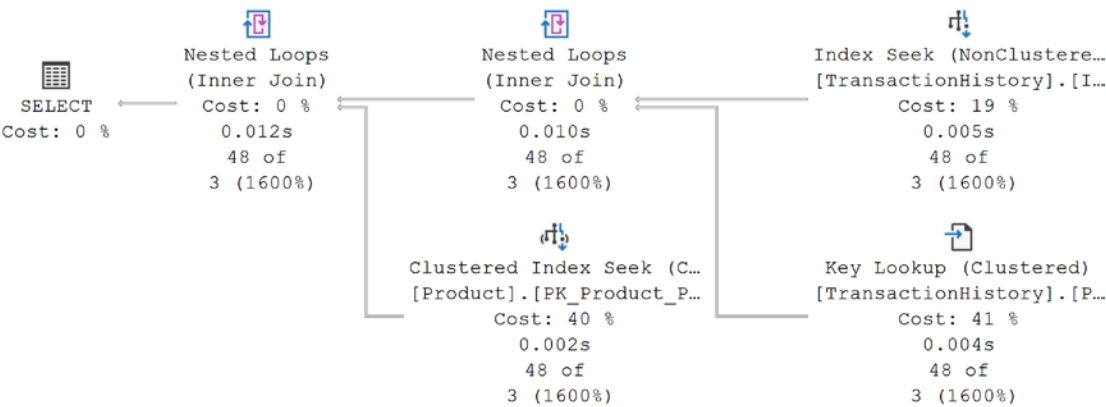 SELECT
Cost: 0 %
Nested Loops
(Inner Join)
Cost: 0 %
0.012s
48 of
3 (1600%)
Nested Loops
(Inner Join)
Cost: 0 %
0.010s
48 of
3 (1600%)
Index Seek (NonClustere…
[TransactionHistory].[I…
Cost: 19 %
0.005s
48 of
3 (1600%)
Clustered Index Seek (C…
[Product].[PK_Product_P…
Cost: 40 %
0.002s
48 of
3 (1600%)
Key Lookup (Clustered)
[TransactionHistory].[P…
Cost: 41 %
0.004s
48 of
3 (1600%)